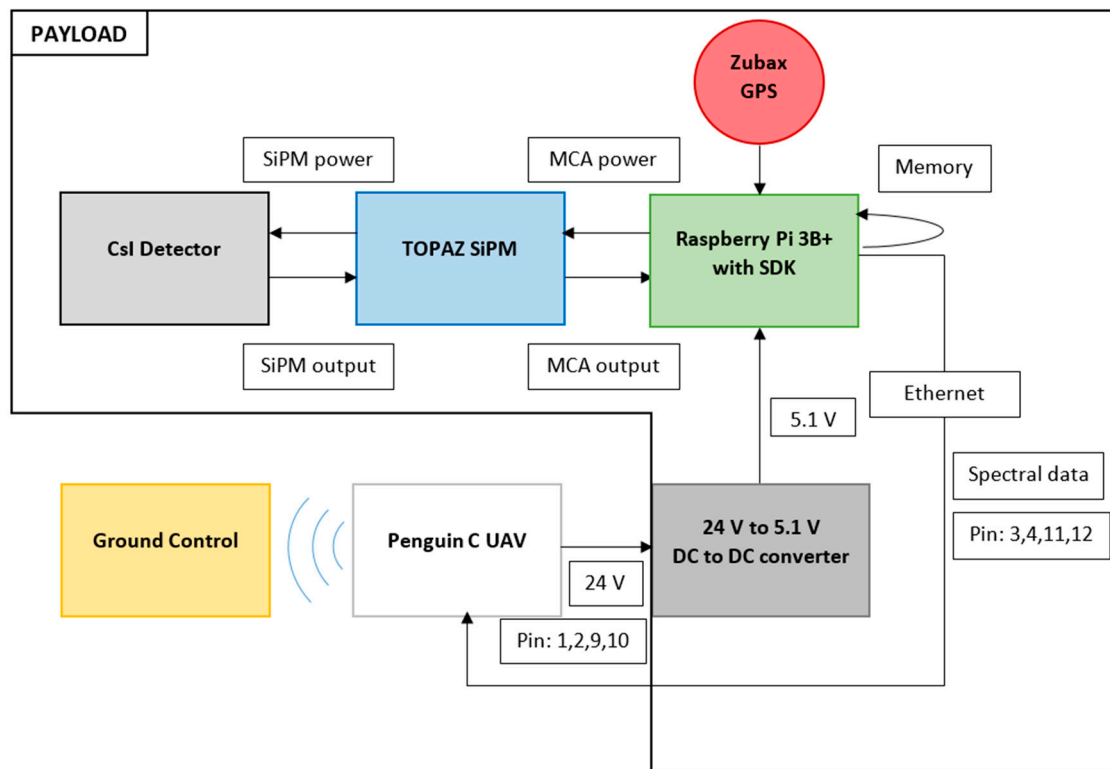 PAYLOAD
Zubax
GPS
SiPM power
MCA power
Memory
CsI Detector
TOPAZ SiPM
Raspberry Pi 3B+
with SDK
SiPM output
MCA output
Ethernet
5.1 V
Spectral data
Ground Control
Penguin C UAV
24 V to 5.1 V
DC to DC converter
Pin: 3,4,11,12
24 V
Pin: 1,2,9,10